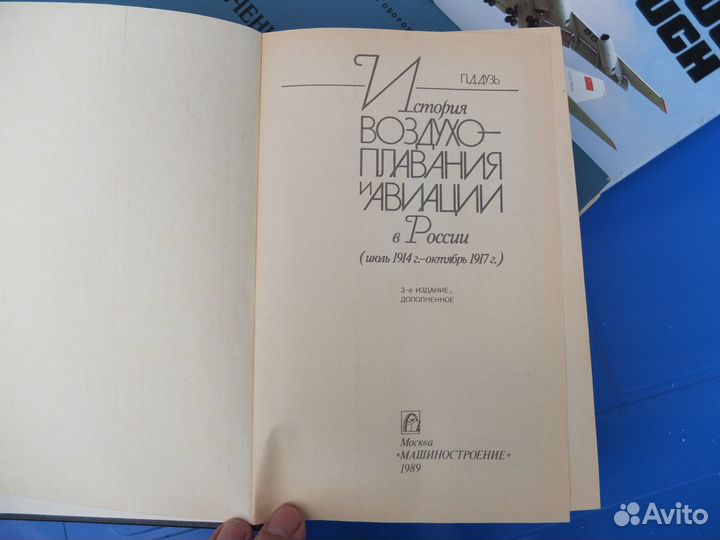 П.Д.ДУЗЬ
История
ВОЗДУХО-
ПЛАВАНИЯ
и АВИАЦИИ
в России
(июль 1914 г.–октябрь 1917 г.)
3-е ИЗДАНИЕ,
ДОПОЛНЕННОЕ
Москва
«МАШИНОСТРОЕНИЕ»
1989
Avito